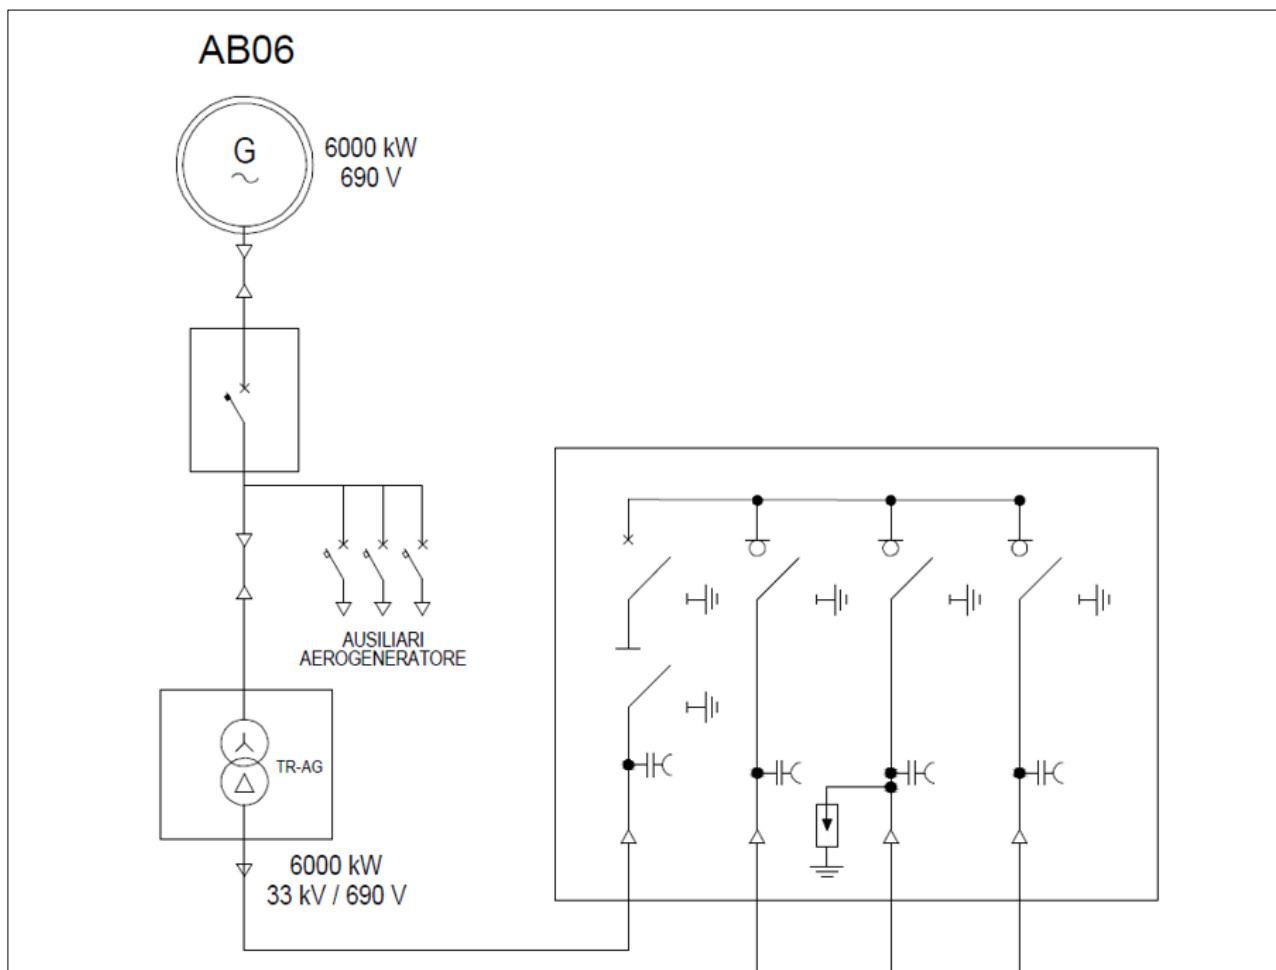 AB06
G
6000 kW
690 V
AUSILIARI
AEROGENERATORE
TR-AG
6000 kW
33 kV / 690 V